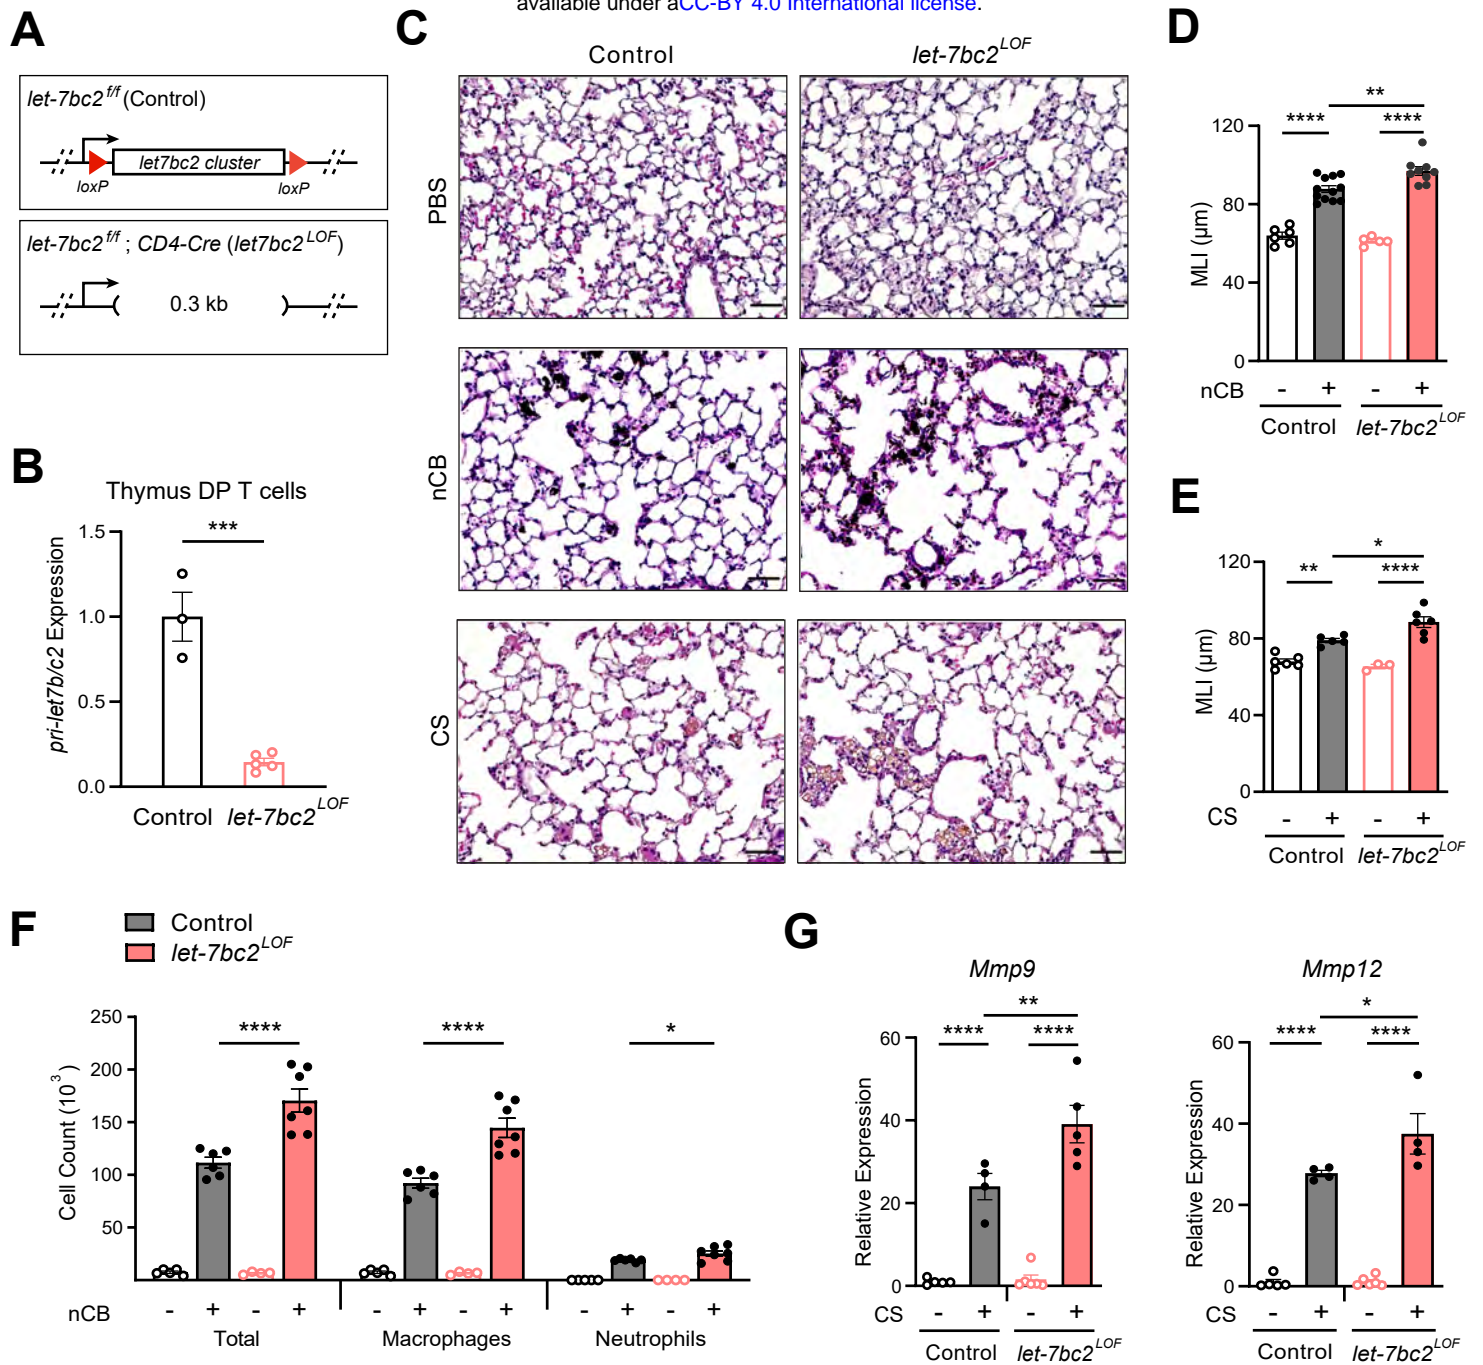 available under aCC-BY 4.0 International license.
A
let-7bc2 f/f (Control)
let7bc2 cluster
loxP
loxP
let-7bc2 f/f ; CD4-Cre (let7bc2 LOF)
0.3 kb
B
Thymus DP T cells
***
pri-let7b/c2 Expression
1.5
1.0
0.5
0.0
Control let-7bc2 LOF
C
Control let-7bc2 LOF
PBS
nCB
CS
D
**
**** ****
MLI (µm)
120
80
40
0
nCB - + - +
Control let-7bc2 LOF
E
*
** ****
MLI (µm)
120
80
40
0
CS - + - +
Control let-7bc2 LOF
F
Control
let-7bc2 LOF
**** **** *
Cell Count (10 3)
250
200
150
100
50
nCB - + - + - + - + - + - +
Total Macrophages Neutrophils
G
Mmp9
**
**** ****
Relative Expression
60
40
20
0
CS - + - +
Control let-7bc2 LOF
Mmp12
*
**** ****
Relative Expression
60
40
20
0
CS - + - +
Control let-7bc2 LOF